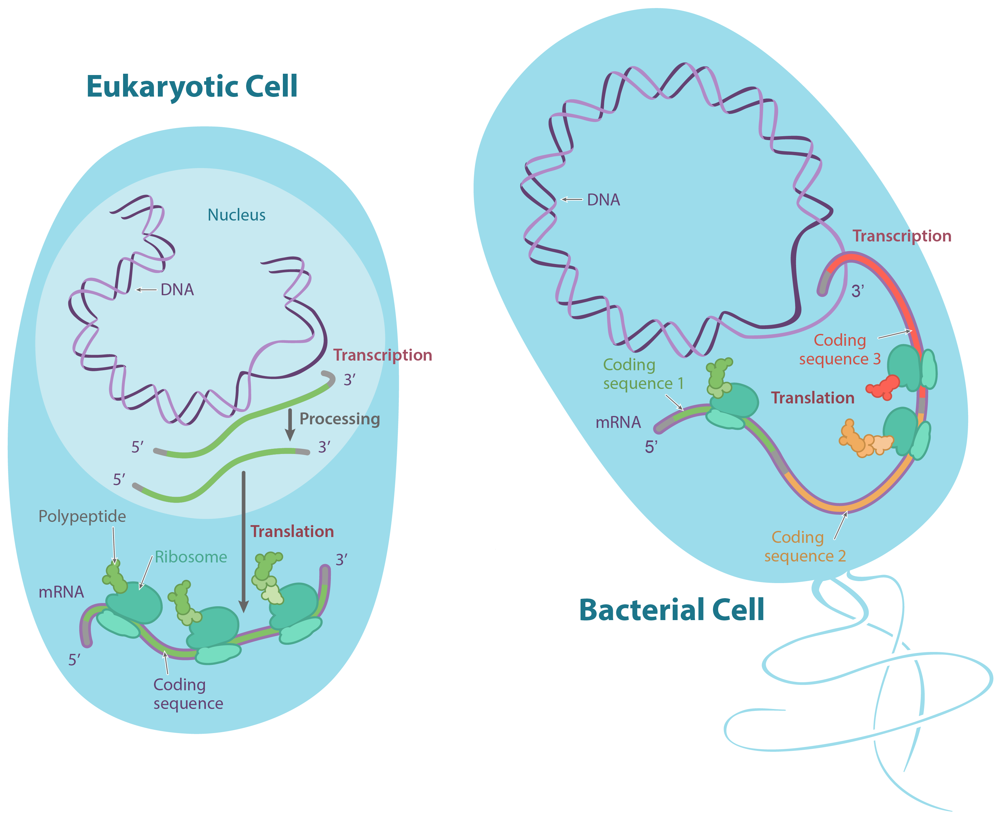 Eukaryotic Cell
Nucleus
DNA
Transcription
3’
Processing
5’
3’
5’
Polypeptide
Translation
Ribosome
3’
mRNA
5’
Coding
sequence
DNA
Transcription
3’
Coding
sequence 3
Coding
sequence 1
Translation
mRNA
5’
Coding
sequence 2
Bacterial Cell